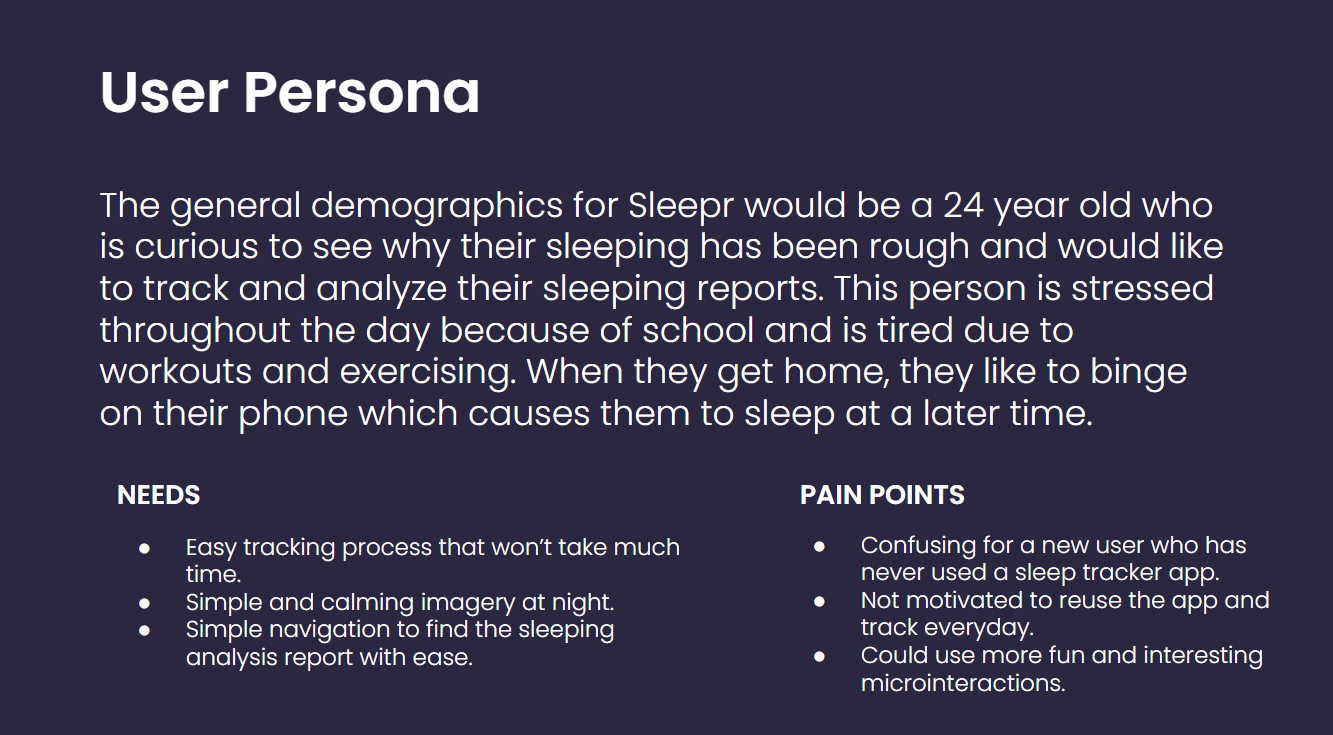 User Persona
The general demographics for Sleepr would be a 24 year old who
is curious to see why their sleeping has been rough and would like
to track and analyze their sleeping reports. This person is stressed
throughout the day because of school and is tired due to
workouts and exercising. When they get home, they like to binge
on their phone which causes them to sleep at a later time.
NEEDS
● Easy tracking process that won’t take much
time.
● Simple and calming imagery at night.
● Simple navigation to find the sleeping
analysis report with ease.
PAIN POINTS
● Confusing for a new user who has
never used a sleep tracker app.
● Not motivated to reuse the app and
track everyday.
● Could use more fun and interesting
microinteractions.